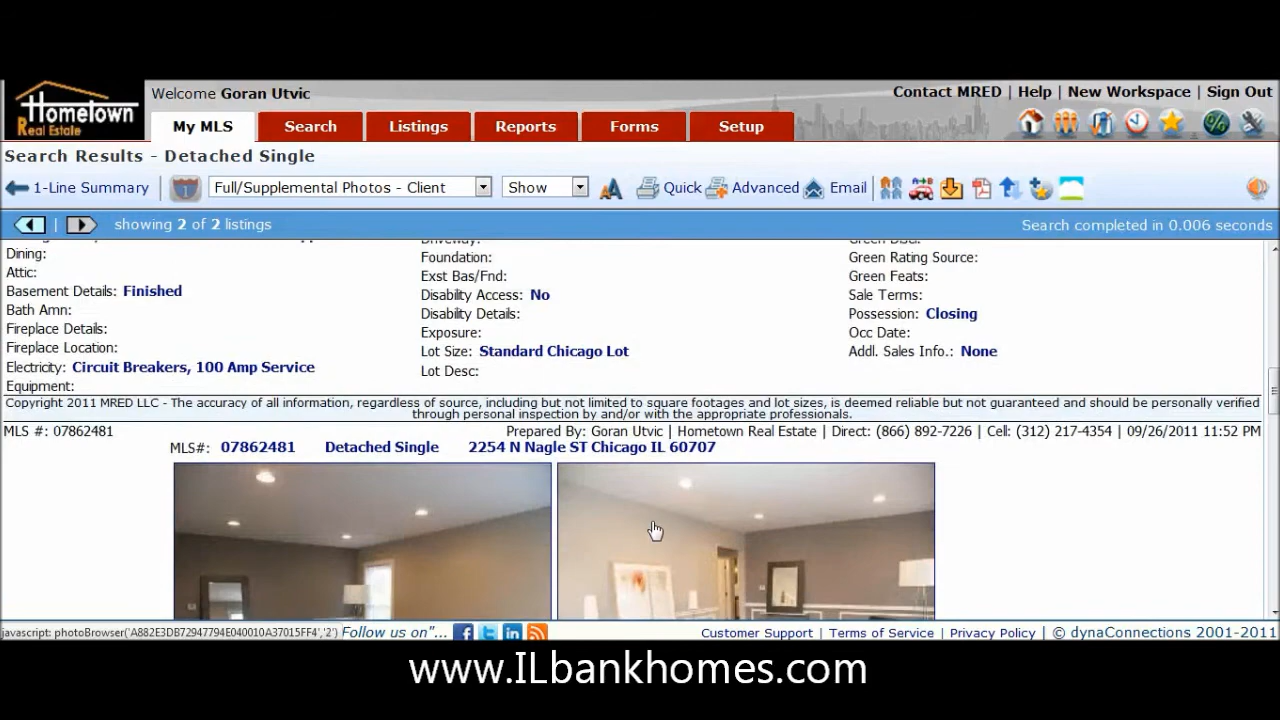 Hometown
Real Estate
Welcome Goran Utvic
Contact MRED | Help | New Workspace | Sign Out
My MLS Search Listings Reports Forms Setup
Search Results - Detached Single
1-Line Summary Full/Supplemental Photos - Client Show Quick Advanced Email
showing 2 of 2 listings Search completed in 0.006 seconds
Dining:
Attic:
Basement Details: Finished
Bath Amn:
Fireplace Details:
Fireplace Location:
Electricity: Circuit Breakers, 100 Amp Service
Equipment:
Driveway:
Foundation:
Exst Bas/Fnd:
Disability Access: No
Disability Details:
Exposure:
Lot Size: Standard Chicago Lot
Lot Desc:
Green Rating Source:
Green Feats:
Sale Terms:
Possession: Closing
Occ Date:
Addl. Sales Info.: None
Copyright 2011 MRED LLC - The accuracy of all information, regardless of source, including but not limited to square footages and lot sizes, is deemed reliable but not guaranteed and should be personally verified
through personal inspection by and/or with the appropriate professionals.
MLS #: 07862481 Prepared By: Goran Utvic | Hometown Real Estate | Direct: (866) 892-7226 | Cell: (312) 217-4354 | 09/26/2011 11:52 PM
MLS#: 07862481 Detached Single 2254 N Nagle ST Chicago IL 60707
javascript: photoBrowser('A882E3DB72947794E040010A37015FF4','2') Follow us on"... Customer Support | Terms of Service | Privacy Policy | © dynaConnections 2001-2011
www.ILbankhomes.com